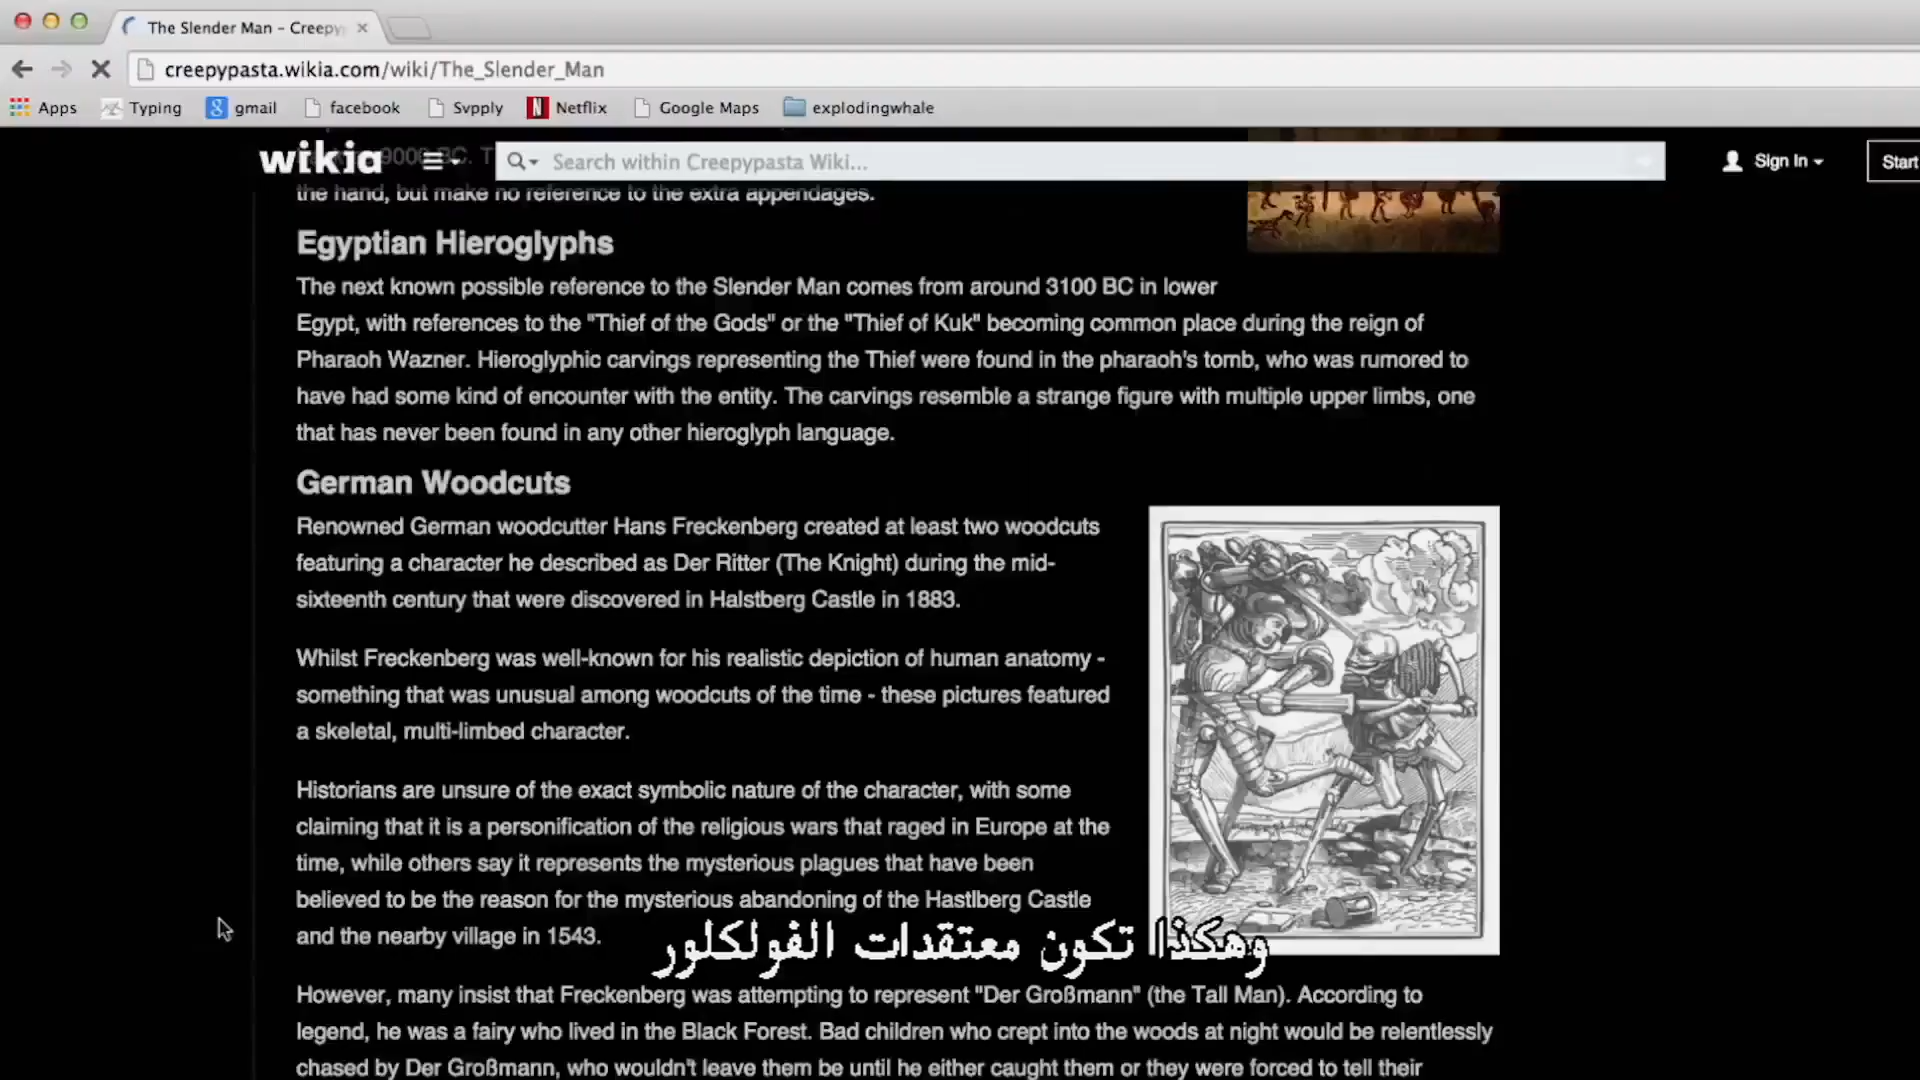 The Slender Man - Creepy
creepypasta.wikia.com/wiki/The_Slender_Man
Apps Typing gmail facebook Svpply Netflix Google Maps explodingwhale
wikia Search within Creepypasta Wiki... Sign In Start
9000 BC. T
the hand, but make no reference to the extra appendages.
Egyptian Hieroglyphs
The next known possible reference to the Slender Man comes from around 3100 BC in lower
Egypt, with references to the "Thief of the Gods" or the "Thief of Kuk" becoming common place during the reign of
Pharaoh Wazner. Hieroglyphic carvings representing the Thief were found in the pharaoh's tomb, who was rumored to
have had some kind of encounter with the entity. The carvings resemble a strange figure with multiple upper limbs, one
that has never been found in any other hieroglyph language.
German Woodcuts
Renowned German woodcutter Hans Freckenberg created at least two woodcuts
featuring a character he described as Der Ritter (The Knight) during the mid-
sixteenth century that were discovered in Halstberg Castle in 1883.
Whilst Freckenberg was well-known for his realistic depiction of human anatomy -
something that was unusual among woodcuts of the time - these pictures featured
a skeletal, multi-limbed character.
Historians are unsure of the exact symbolic nature of the character, with some
claiming that it is a personification of the religious wars that raged in Europe at the
time, while others say it represents the mysterious plagues that have been
believed to be the reason for the mysterious abandoning of the Hastlberg Castle
and the nearby village in 1543.
وهكذا تكون معتقدات الفولكلور
However, many insist that Freckenberg was attempting to represent "Der Großmann" (the Tall Man). According to
legend, he was a fairy who lived in the Black Forest. Bad children who crept into the woods at night would be relentlessly
chased by Der Großmann, who wouldn't leave them be until he either caught them or they were forced to tell their